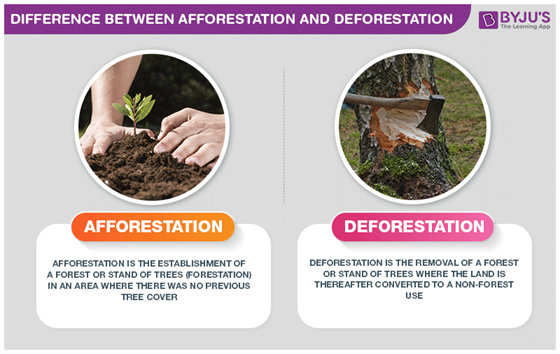 DIFFERENCE BETWEEN AFFORESTATION AND DEFORESTATION
BYJU'S
The Learning App
AFFORESTATION
AFFORESTATION IS THE ESTABLISHMENT OF
A FOREST OR STAND OF TREES (FORESTATION)
IN AN AREA WHERE THERE WAS NO PREVIOUS
TREE COVER
DEFORESTATION
DEFORESTATION IS THE REMOVAL OF A FOREST
OR STAND OF TREES WHERE THE LAND IS
THEREAFTER CONVERTED TO A NON-FOREST
USE